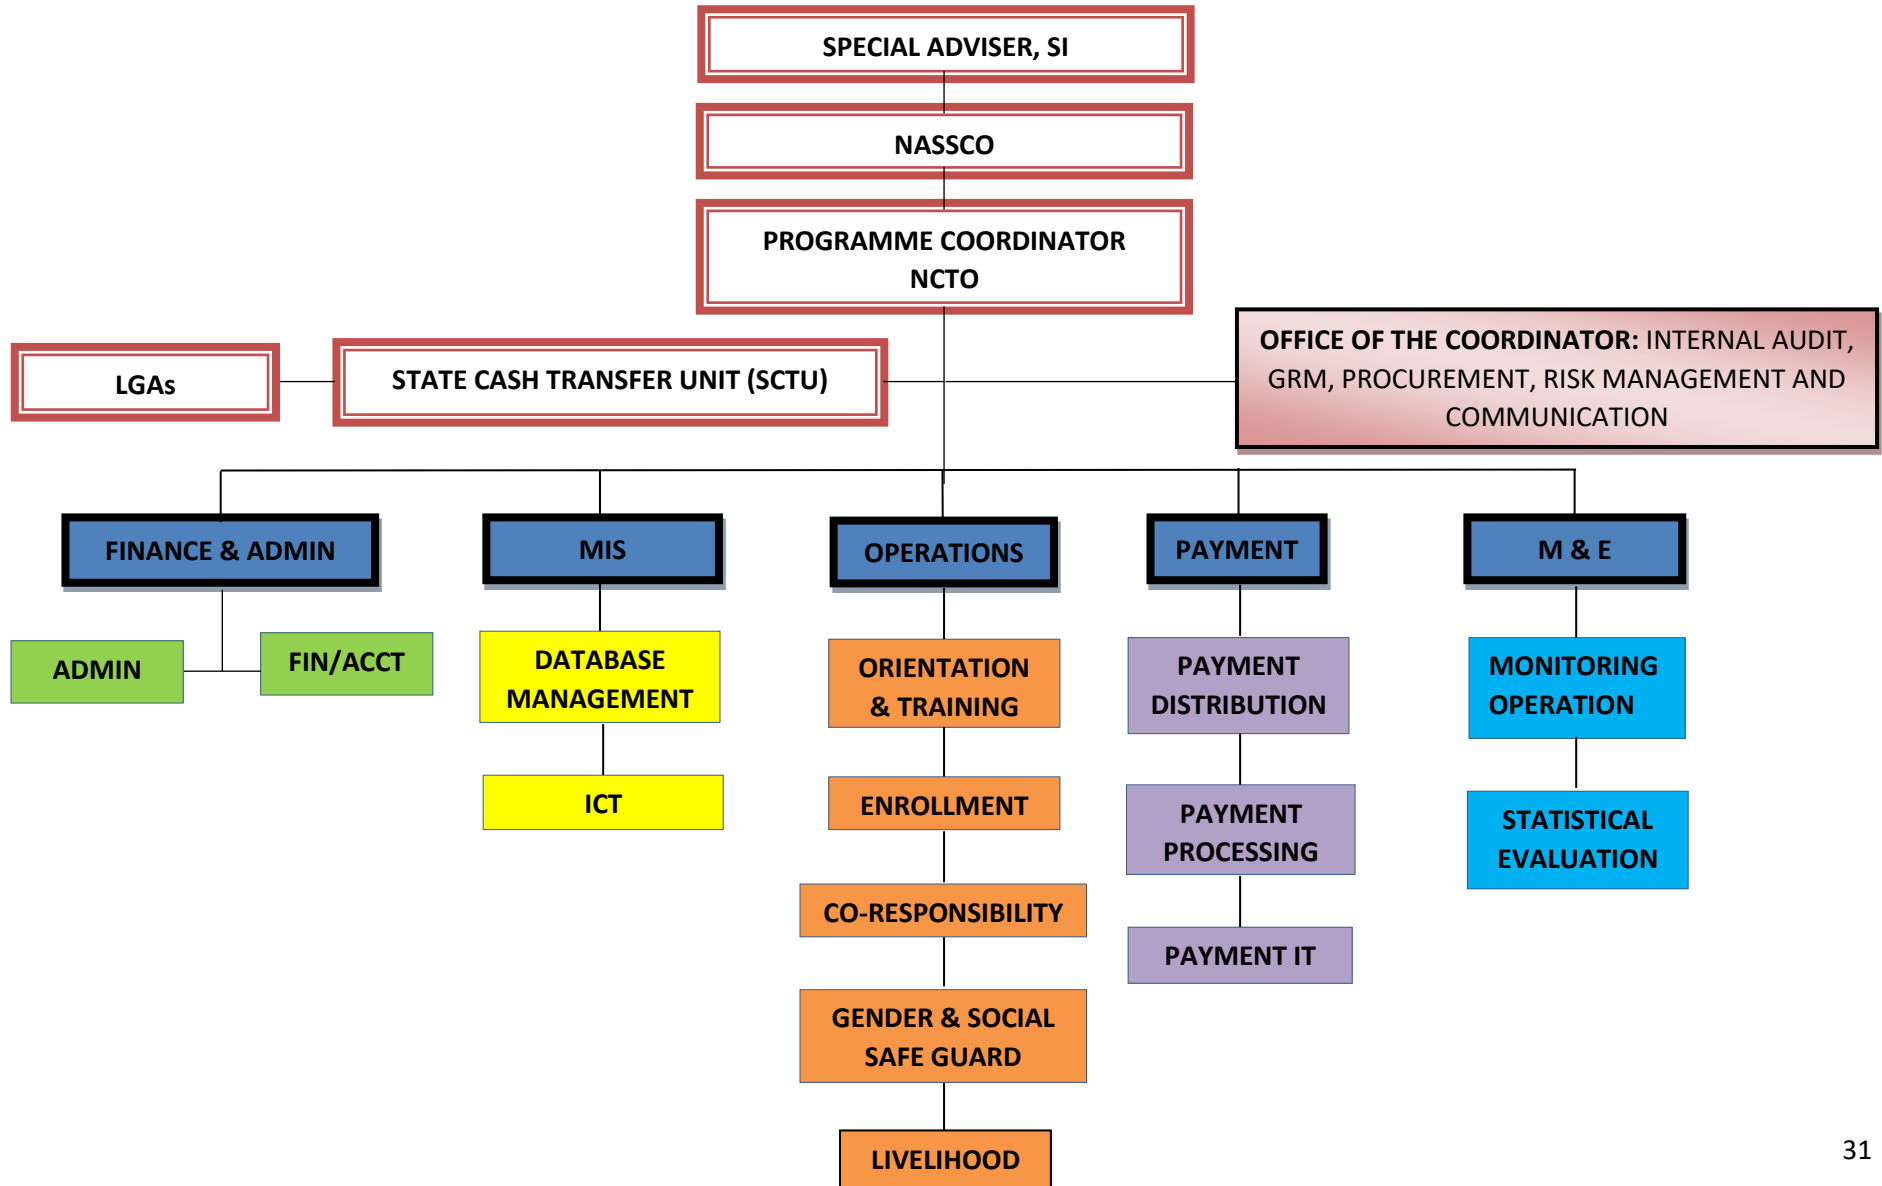 SPECIAL ADVISER, SI
NASSCO
PROGRAMME COORDINATOR
NCTO
LGAs
STATE CASH TRANSFER UNIT (SCTU)
OFFICE OF THE COORDINATOR: INTERNAL AUDIT,
GRM, PROCUREMENT, RISK MANAGEMENT AND
COMMUNICATION
FINANCE & ADMIN
MIS
OPERATIONS
PAYMENT
M & E
ADMIN
FIN/ACCT
DATABASE
MANAGEMENT
ICT
ORIENTATION
& TRAINING
ENROLLMENT
CO-RESPONSIBILITY
GENDER & SOCIAL
SAFE GUARD
LIVELIHOOD
PAYMENT
DISTRIBUTION
PAYMENT
PROCESSING
PAYMENT IT
MONITORING
OPERATION
STATISTICAL
EVALUATION
31